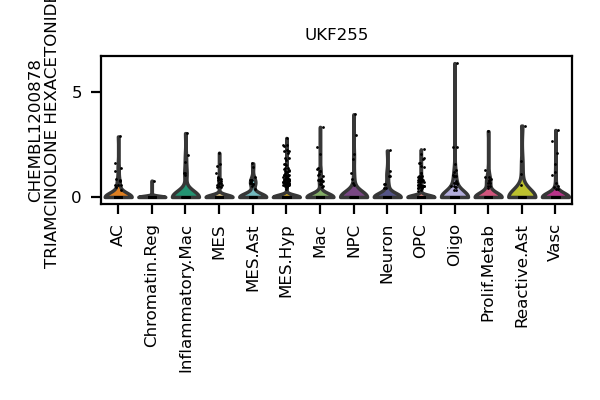 UKF255
CHEMBL1200878
TRIAMCINOLONE HEXACETONIDE
5
0
AC
Chromatin.Reg
Inflammatory.Mac
MES
MES.Ast
MES.Hyp
Mac
NPC
Neuron
OPC
Oligo
Prolif.Metab
Reactive.Ast
Vasc